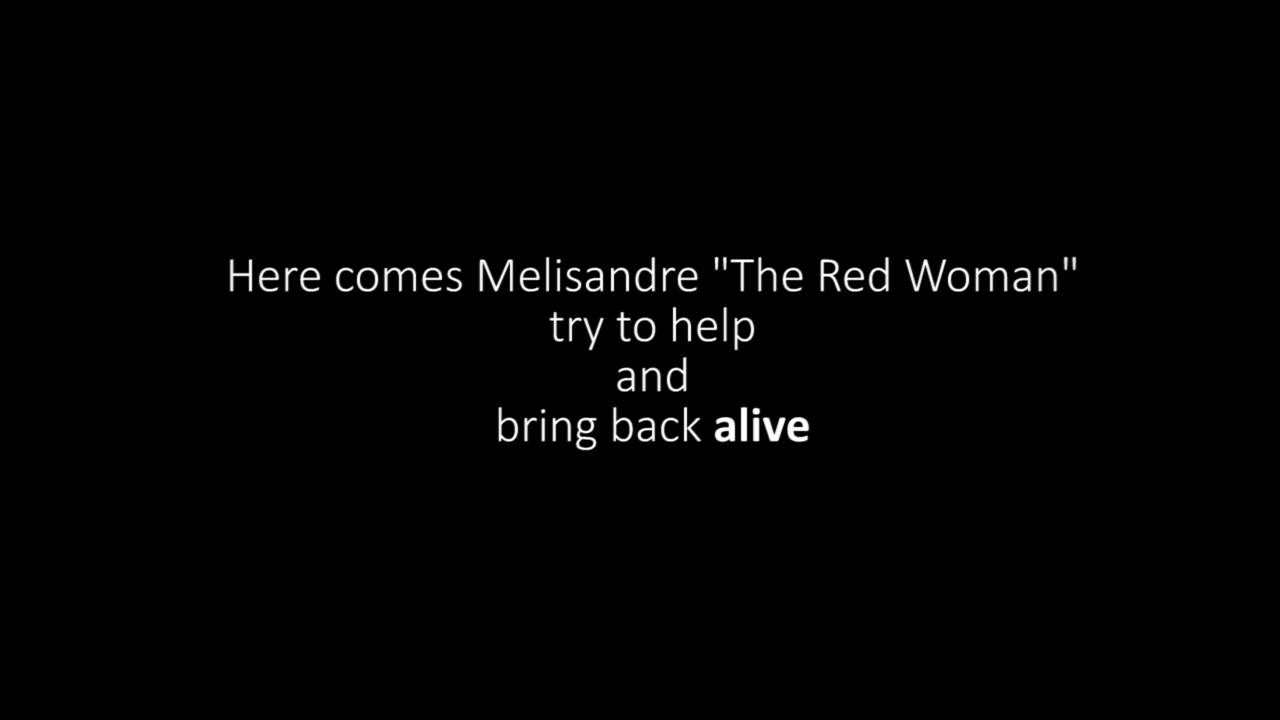 Here comes Melisandre "The Red Woman"
try to help
and
bring back alive